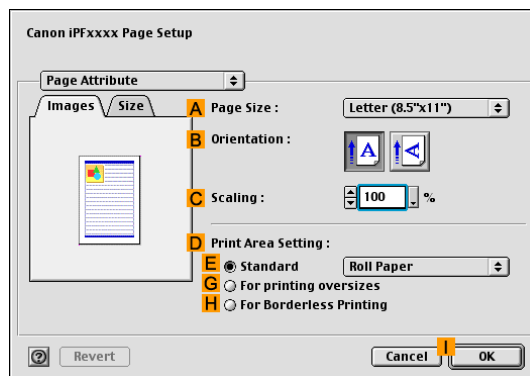 Canon iPFxxxx Page Setup
Page Attribute
Images Size
A Page Size : Letter (8.5"x11")
B Orientation :
A A
C Scaling : 100 %
D Print Area Setting :
E Standard Roll Paper
G For printing oversizes
H For Borderless Printing
? Revert Cancel I OK